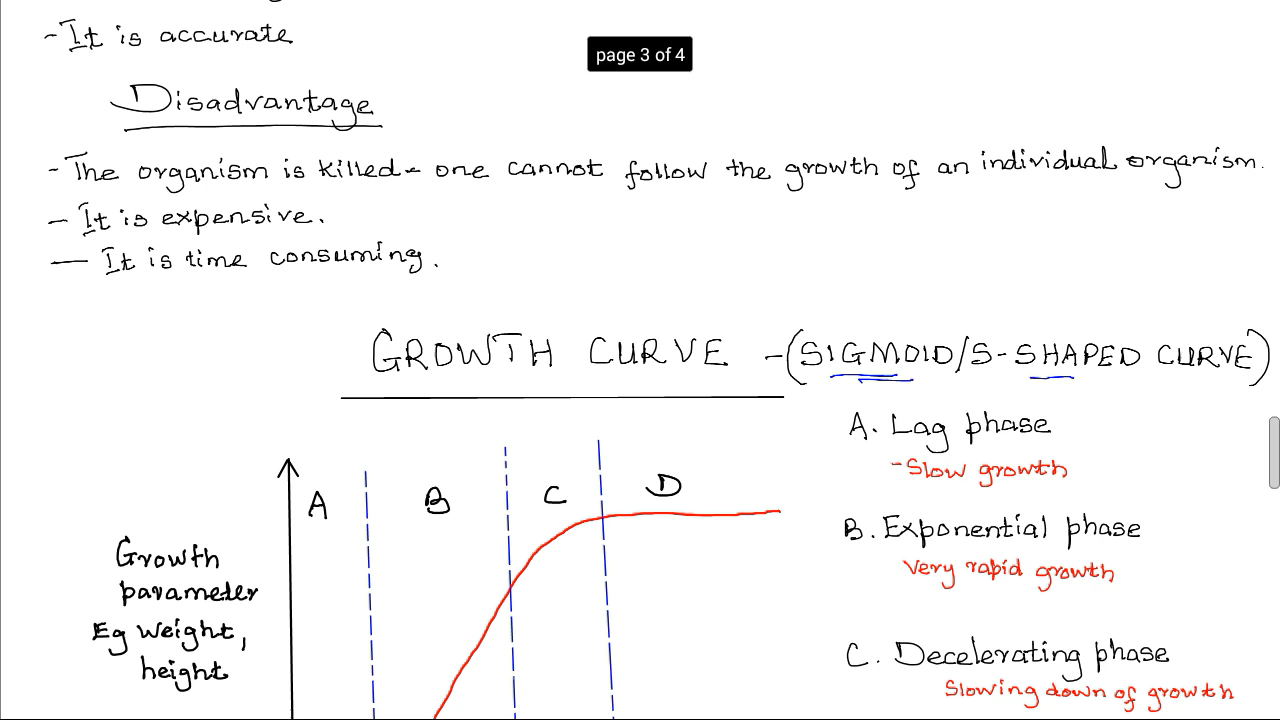 - It is accurate
page 3 of 4
Disadvantage
- The organism is killed - one cannot follow the growth of an individual organism.
- It is expensive.
- It is time consuming.
GROWTH CURVE - (SIGMOID/S-SHAPED CURVE)
A. Lag phase
- Slow growth
A B C D
B. Exponential phase
Very rapid growth
Growth
parameter
Eg weight,
height
C. Decelerating phase
Slowing down of growth